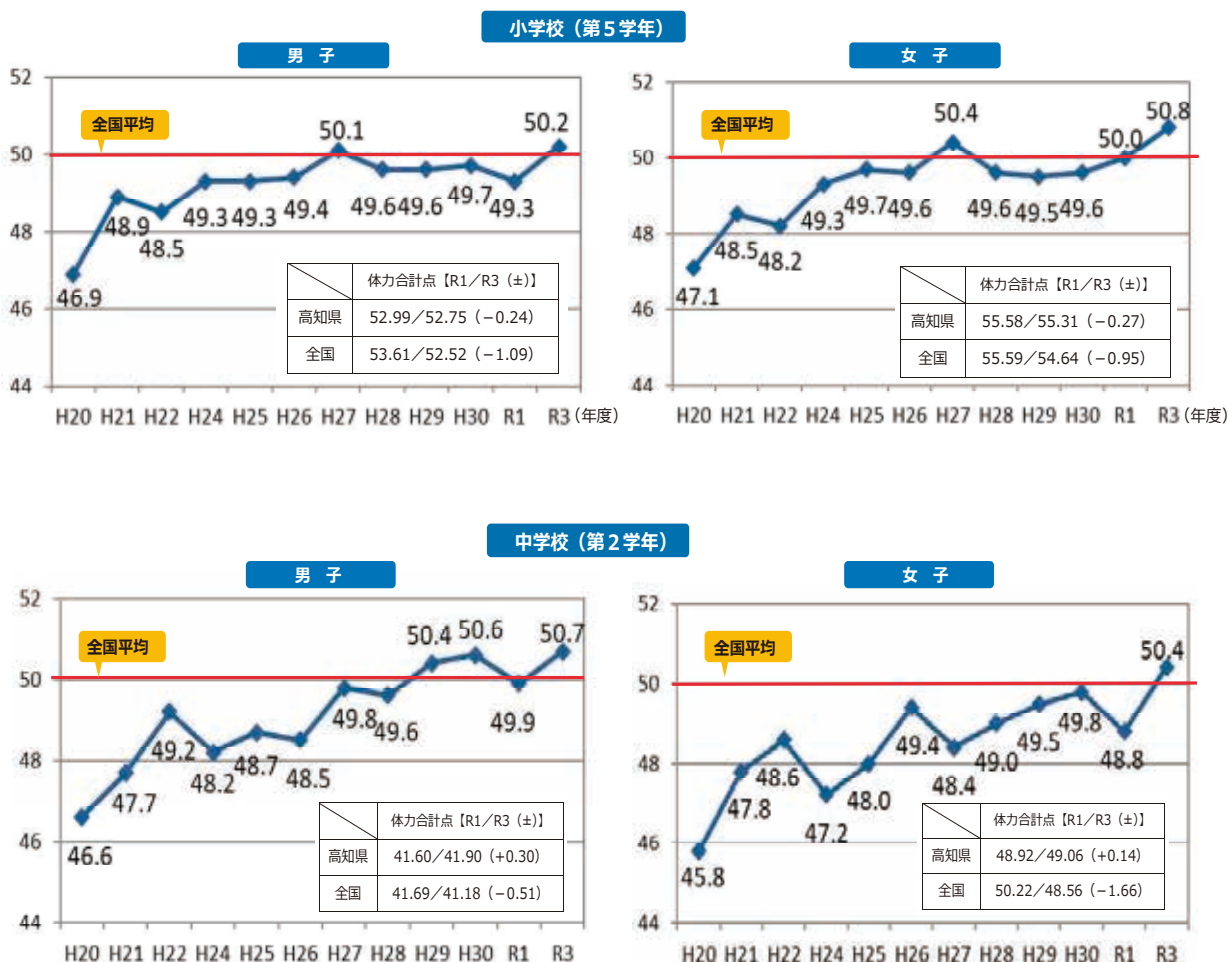 小学校（第５学年）
男 子
52
50
48
46
44
全国平均
46.9
48.9
48.5
49.3
49.3
49.4
50.1
49.6
49.6
49.7
49.3
50.2
体力合計点【R1／R3（±）】
高知県 52.99／52.75（−0.24）
全国 53.61／52.52（−1.09）
H20 H21 H22 H24 H25 H26 H27 H28 H29 H30 R1 R3（年度）
女 子
52
50
48
46
44
全国平均
47.1
48.5
48.2
49.3
49.7
49.6
50.4
49.6
49.5
49.6
50.0
50.8
体力合計点【R1／R3（±）】
高知県 55.58／55.31（−0.27）
全国 55.59／54.64（−0.95）
H20 H21 H22 H24 H25 H26 H27 H28 H29 H30 R1 R3（年度）
中学校（第２学年）
男 子
52
50
48
46
44
全国平均
46.6
47.7
49.2
48.2
48.7
48.5
49.8
49.6
50.4
50.6
49.9
50.7
体力合計点【R1／R3（±）】
高知県 41.60／41.90（+0.30）
全国 41.69／41.18（−0.51）
H20 H21 H22 H24 H25 H26 H27 H28 H29 H30 R1 R3
女 子
52
50
48
46
44
全国平均
45.8
47.8
48.6
47.2
48.0
49.4
48.4
49.0
49.5
49.8
48.8
50.4
体力合計点【R1／R3（±）】
高知県 48.92／49.06（+0.14）
全国 50.22／48.56（−1.66）
H20 H21 H22 H24 H25 H26 H27 H28 H29 H30 R1 R3